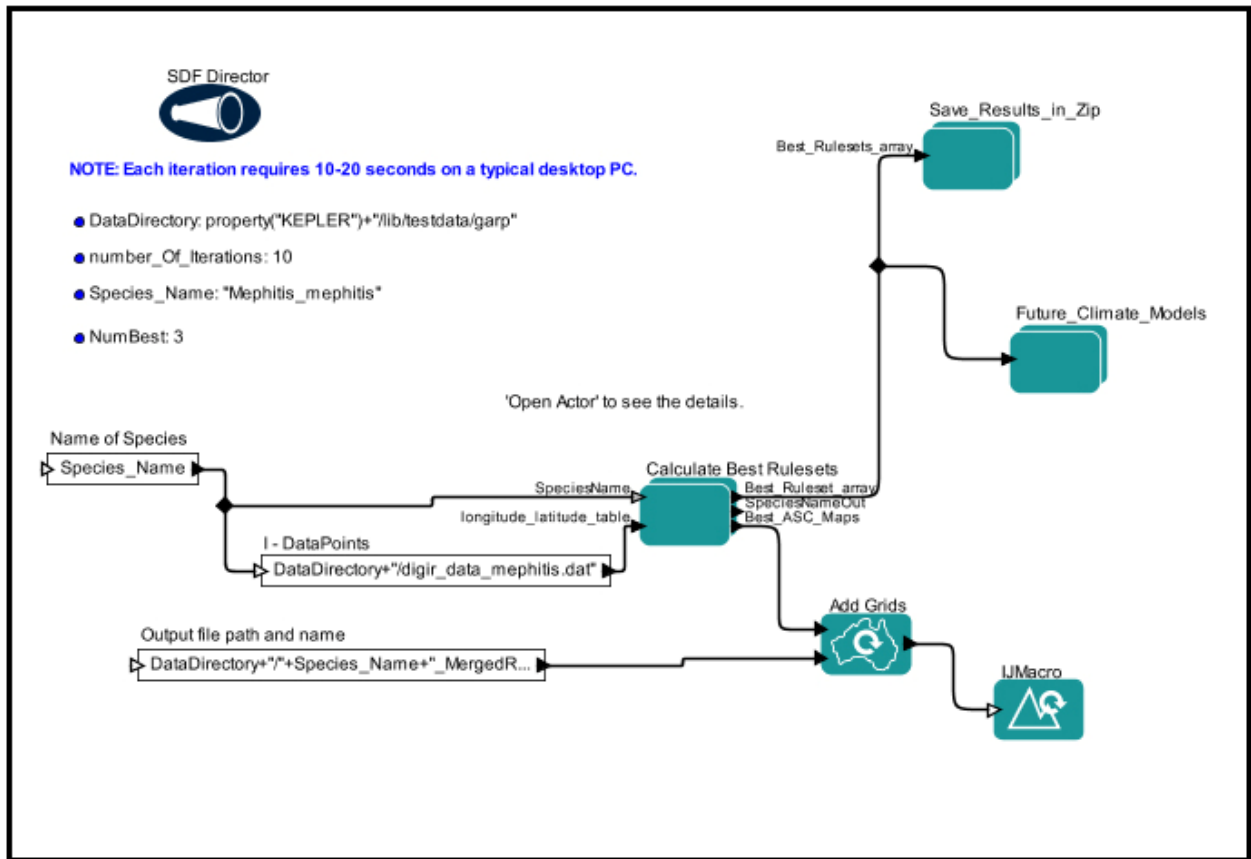 SDF Director
NOTE: Each iteration requires 10-20 seconds on a typical desktop PC.
DataDirectory: property("KEPLER")+"/lib/testdata/garp"
number_Of_Iterations: 10
Species_Name: "Mephitis_mephitis"
NumBest: 3
Save_Results_in_Zip
Best_Rulesets_array
Future_Climate_Models
'Open Actor' to see the details.
Name of Species
Species_Name
Calculate Best Rulesets
SpeciesName
Best_Ruleset_array
SpeciesNameOut
longitude_latitude_table
Best_ASC_Maps
I - DataPoints
DataDirectory+"/digir_data_mephitis.dat"
Add Grids
Output file path and name
DataDirectory+"/"+Species_Name+"_MergedR...
IJMacro